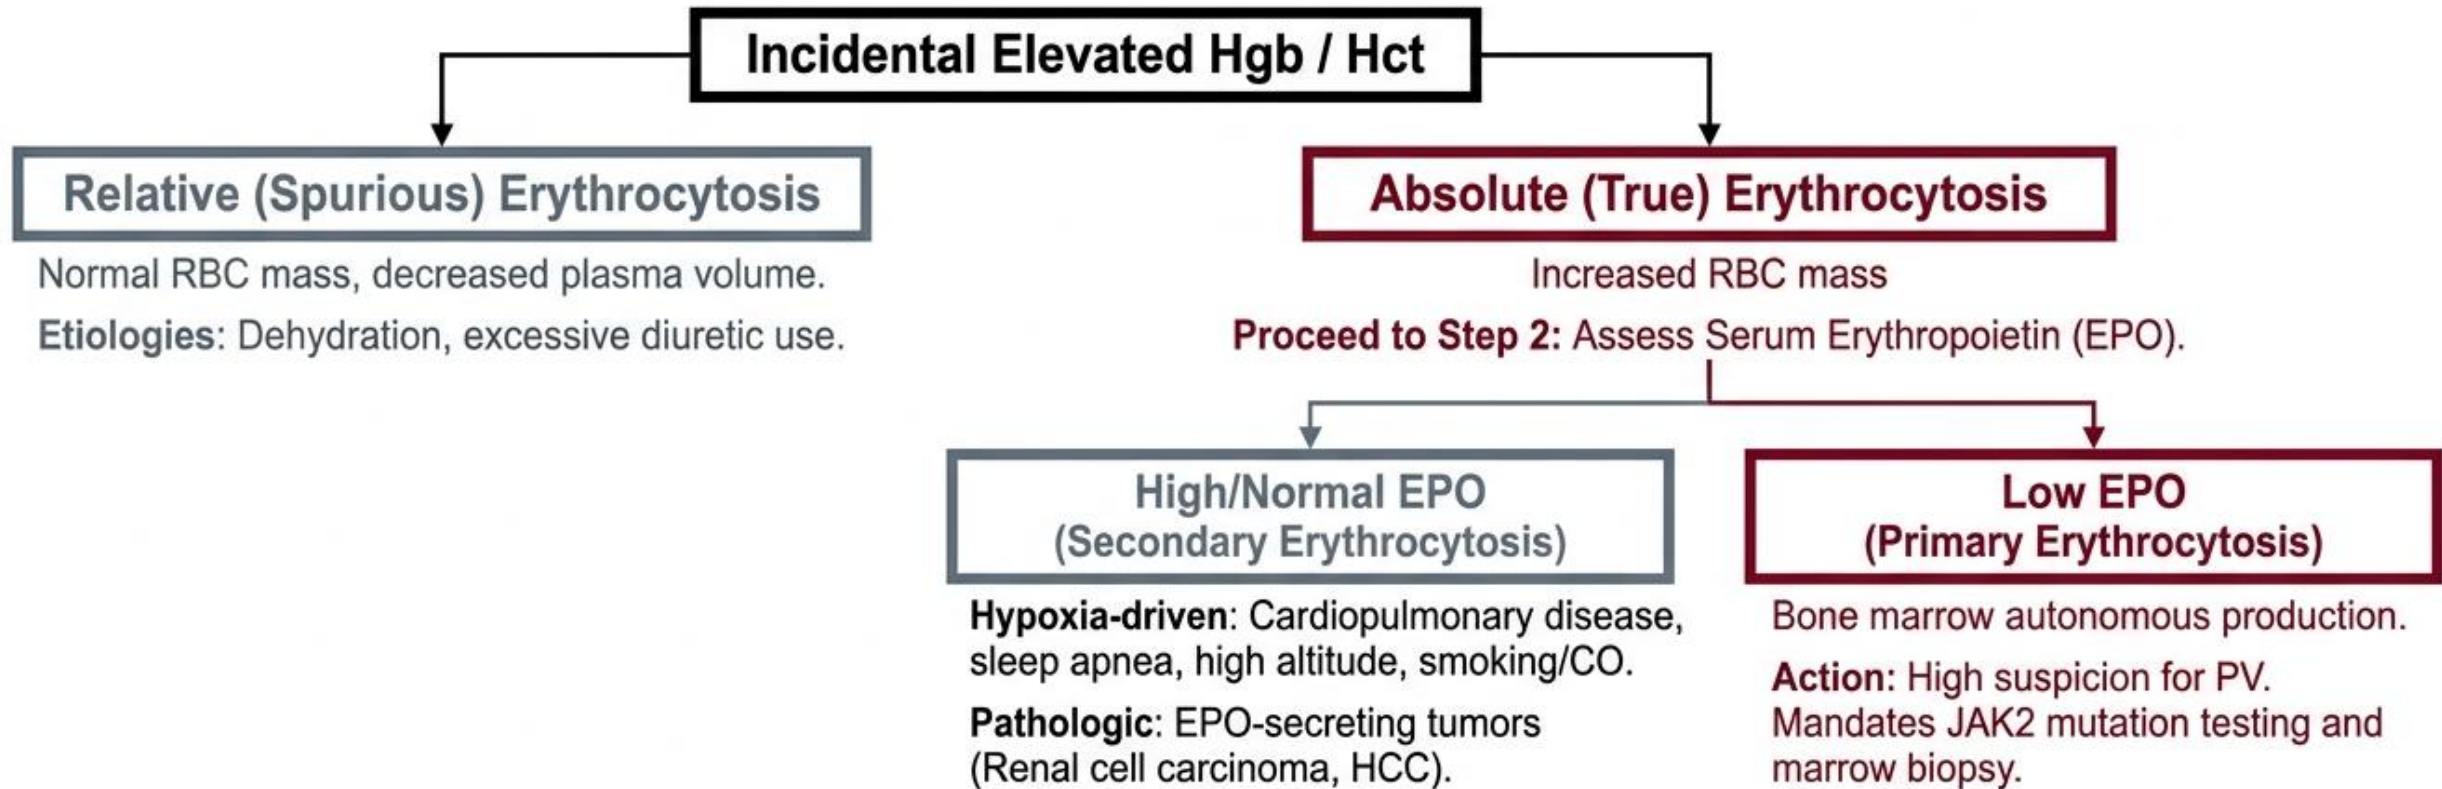 Incidental Elevated Hgb / Hct
Relative (Spurious) Erythrocytosis
Normal RBC mass, decreased plasma volume.
Etiologies: Dehydration, excessive diuretic use.
Absolute (True) Erythrocytosis
Increased RBC mass
Proceed to Step 2: Assess Serum Erythropoietin (EPO).
High/Normal EPO
(Secondary Erythrocytosis)
Hypoxia-driven: Cardiopulmonary disease,
sleep apnea, high altitude, smoking/CO.
Pathologic: EPO-secreting tumors
(Renal cell carcinoma, HCC).
Low EPO
(Primary Erythrocytosis)
Bone marrow autonomous production.
Action: High suspicion for PV.
Mandates JAK2 mutation testing and
marrow biopsy.